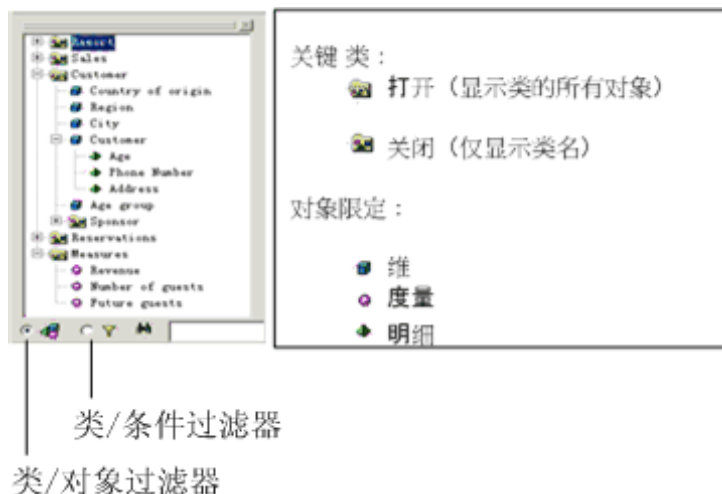 Resort
Sales
Customer
Country of origin
Region
City
Customer
Age
Phone Number
Address
Age group
Sponsor
Reservations
Measures
Revenue
Number of guests
Future guests
关键 类：
打开（显示类的所有对象）
关闭（仅显示类名）
对象限定：
维
度量
明细
类/条件过滤器
类/对象过滤器